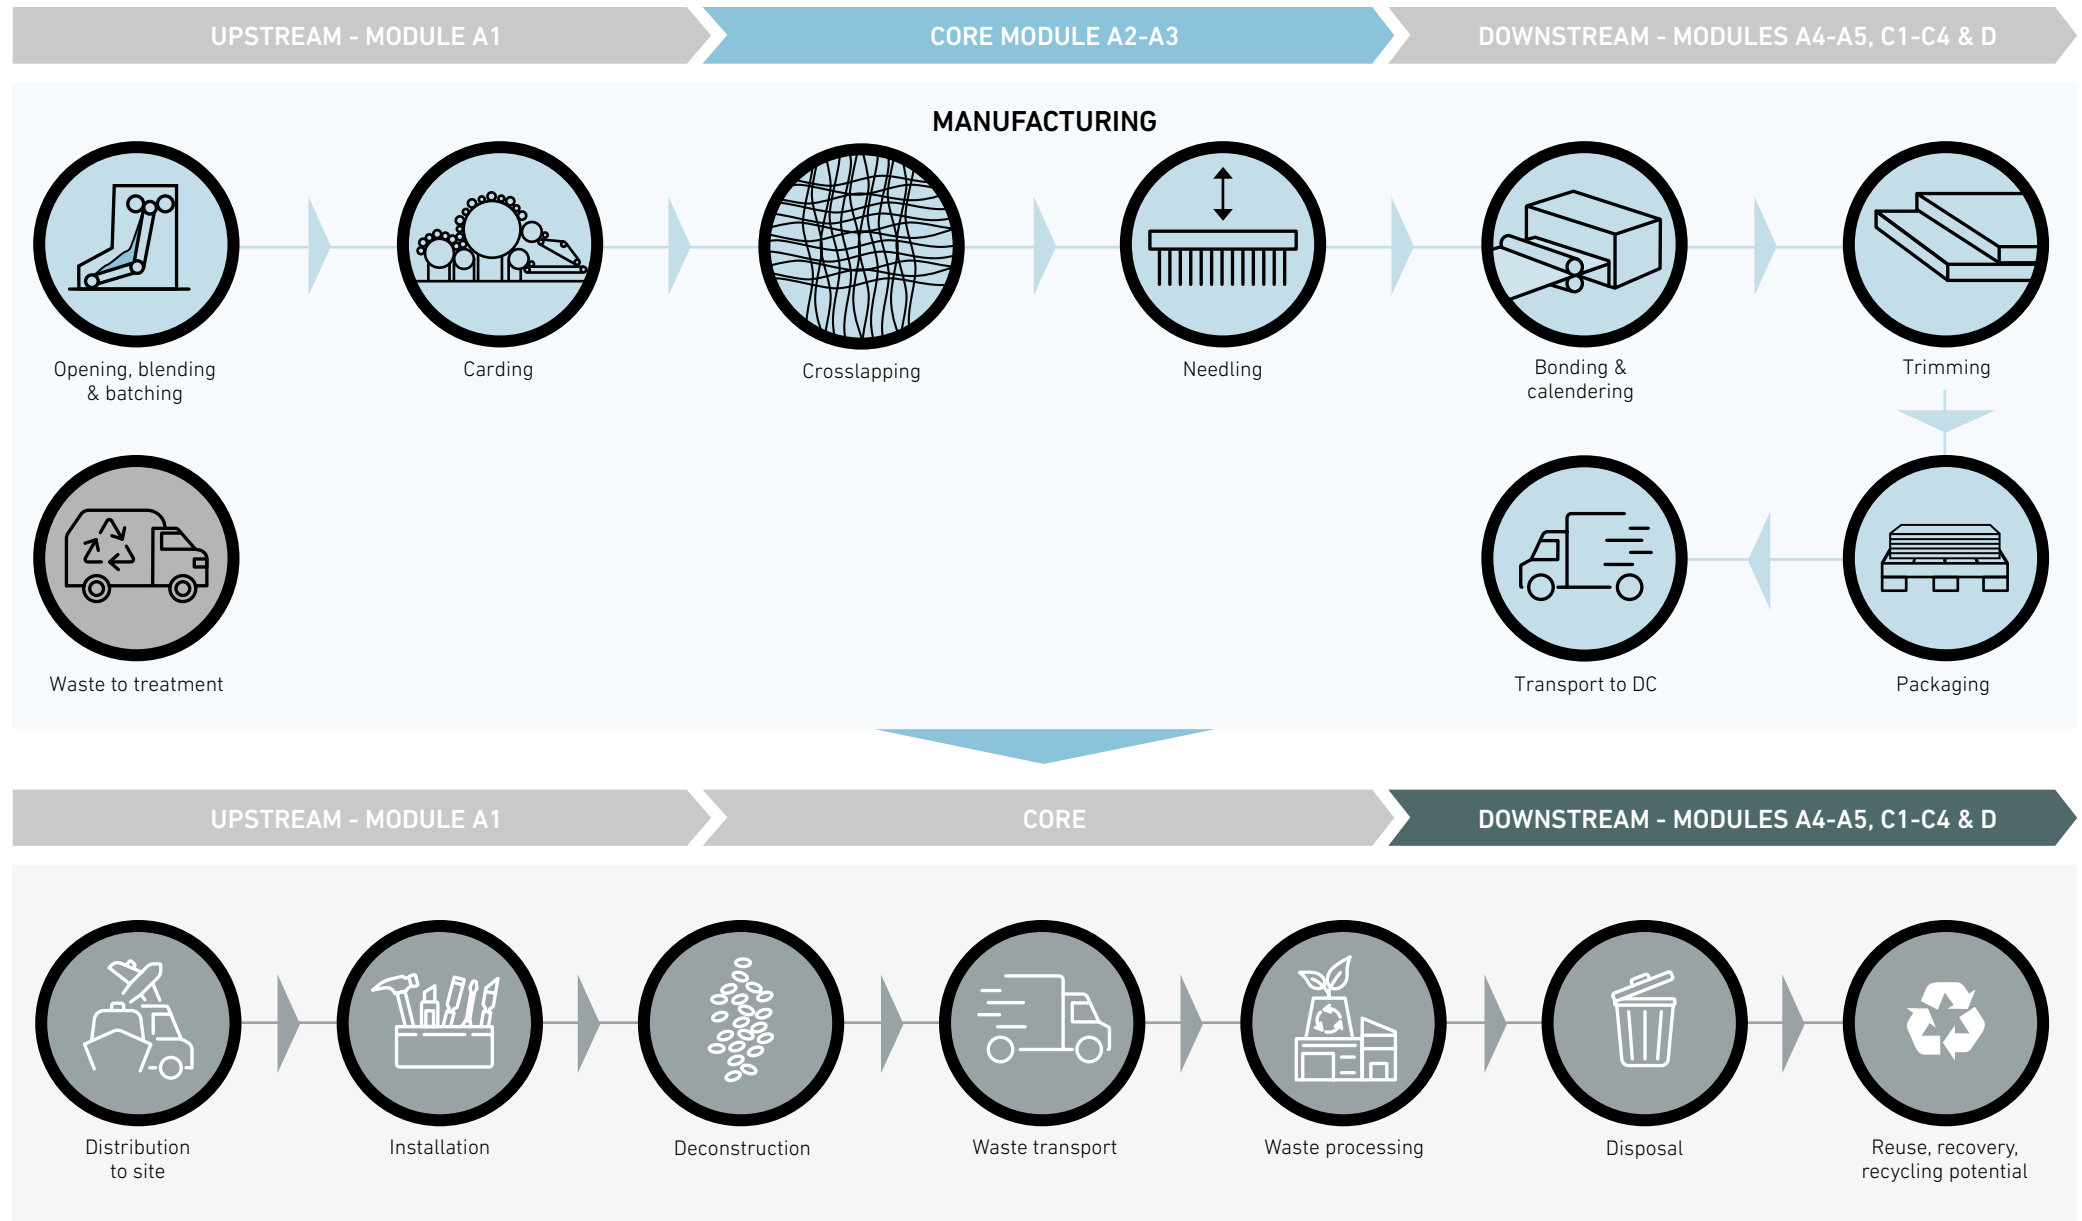 UPSTREAM - MODULE A1
CORE MODULE A2-A3
DOWNSTREAM - MODULES A4-A5, C1-C4 & D
MANUFACTURING
Opening, blending
& batching
Carding
Crosslapping
Needling
Bonding &
calendering
Trimming
Waste to treatment
Transport to DC
Packaging
UPSTREAM - MODULE A1
CORE
DOWNSTREAM - MODULES A4-A5, C1-C4 & D
Distribution
to site
Installation
Deconstruction
Waste transport
Waste processing
Disposal
Reuse, recovery,
recycling potential